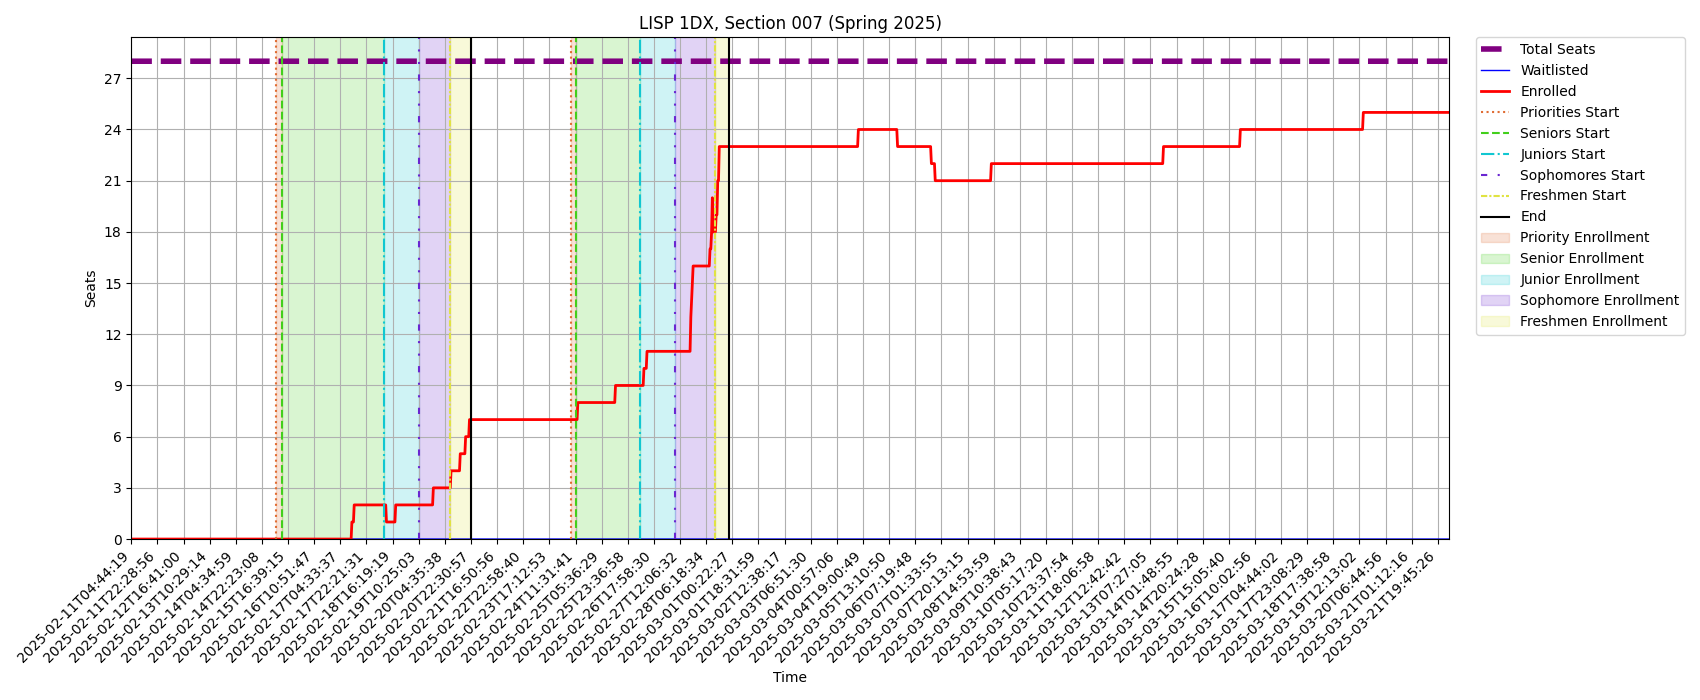 LISP 1DX, Section 007 (Spring 2025)
Seats
27
24
21
18
15
12
9
6
3
0
2025-02-11T04:44:19
2025-02-11T22:28:56
2025-02-12T16:41:00
2025-02-13T10:29:14
2025-02-14T04:34:59
2025-02-14T22:23:08
2025-02-15T16:39:15
2025-02-16T10:51:47
2025-02-17T04:33:37
2025-02-17T22:21:31
2025-02-18T16:19:19
2025-02-19T10:25:03
2025-02-20T04:35:38
2025-02-20T22:30:57
2025-02-21T16:50:56
2025-02-22T22:58:40
2025-02-23T17:12:53
2025-02-24T11:31:41
2025-02-25T05:36:29
2025-02-25T23:36:58
2025-02-26T17:58:30
2025-02-27T12:06:32
2025-02-28T06:18:34
2025-03-01T00:22:27
2025-03-01T18:31:59
2025-03-02T12:38:17
2025-03-03T06:51:30
2025-03-04T00:57:06
2025-03-04T19:00:49
2025-03-05T13:10:50
2025-03-06T07:19:48
2025-03-07T01:33:55
2025-03-07T20:13:15
2025-03-08T14:53:59
2025-03-09T10:38:43
2025-03-10T05:17:20
2025-03-10T23:37:54
2025-03-11T18:06:58
2025-03-12T12:42:42
2025-03-13T07:27:05
2025-03-14T01:48:55
2025-03-14T20:24:28
2025-03-15T15:05:40
2025-03-16T10:02:56
2025-03-17T04:44:02
2025-03-17T23:08:29
2025-03-18T17:38:58
2025-03-19T12:13:02
2025-03-20T06:44:56
2025-03-21T01:12:16
2025-03-21T19:45:26
Time
Total Seats
Waitlisted
Enrolled
Priorities Start
Seniors Start
Juniors Start
Sophomores Start
Freshmen Start
End
Priority Enrollment
Senior Enrollment
Junior Enrollment
Sophomore Enrollment
Freshmen Enrollment